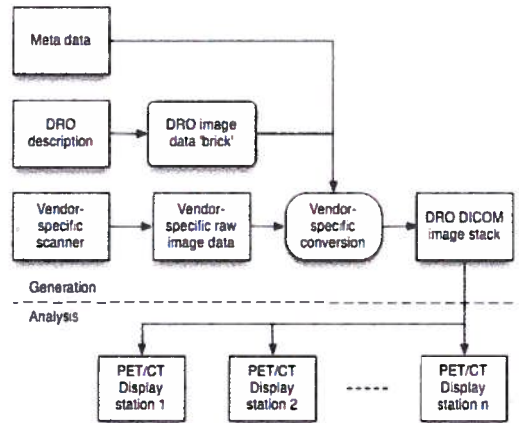 Meta data
DRO
description
DRO image
data 'brick'
Vendor-
specific
scanner
Vendor-
specific raw
image data
Vendor-
specific
conversion
DRO DICOM
image stack
Generation
Analysis
PET/CT
Display
station 1
PET/CT
Display
station 2
PET/CT
Display
station n